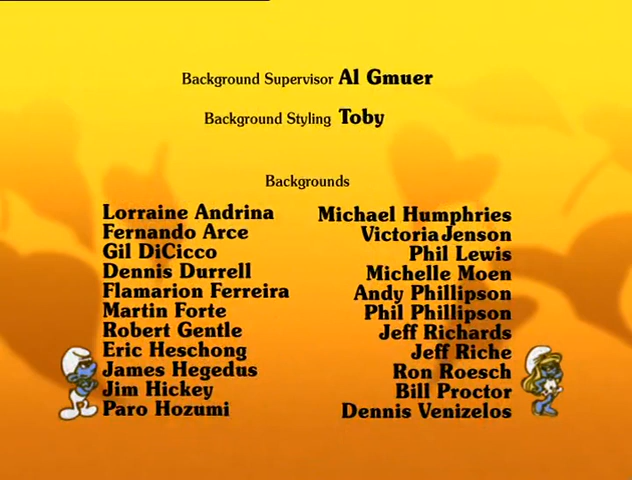 Background Supervisor Al Gmuer
Background Styling Toby
Backgrounds
Lorraine Andrina
Fernando Arce
Gil DiCicco
Dennis Durrell
Flamarion Ferreira
Martin Forte
Robert Gentle
Eric Heschong
James Hegedus
Jim Hickey
Paro Hozumi
Michael Humphries
Victoria Jenson
Phil Lewis
Michelle Moen
Andy Phillipson
Phil Phillipson
Jeff Richards
Jeff Riche
Ron Roesch
Bill Proctor
Dennis Venizelos